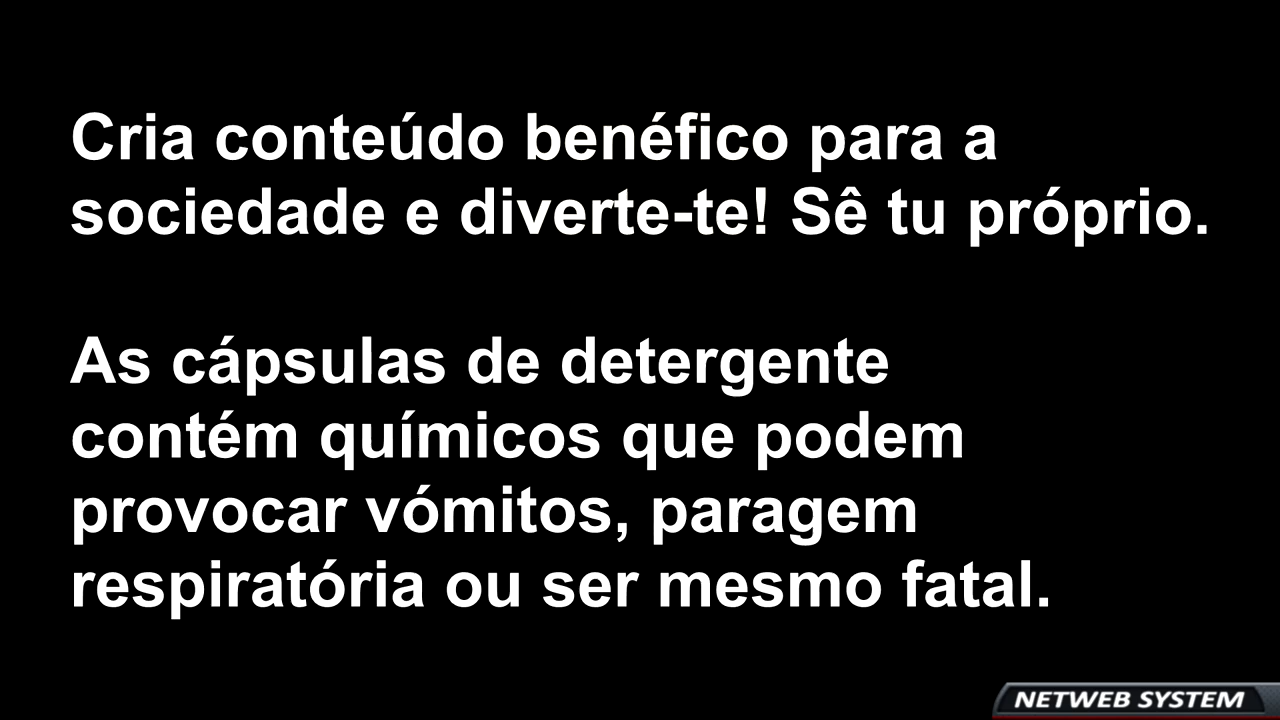 Cria conteúdo benéfico para a
sociedade e diverte-te! Sê tu próprio.
As cápsulas de detergente
contém químicos que podem
provocar vómitos, paragem
respiratória ou ser mesmo fatal.
NETWEB SYSTEM